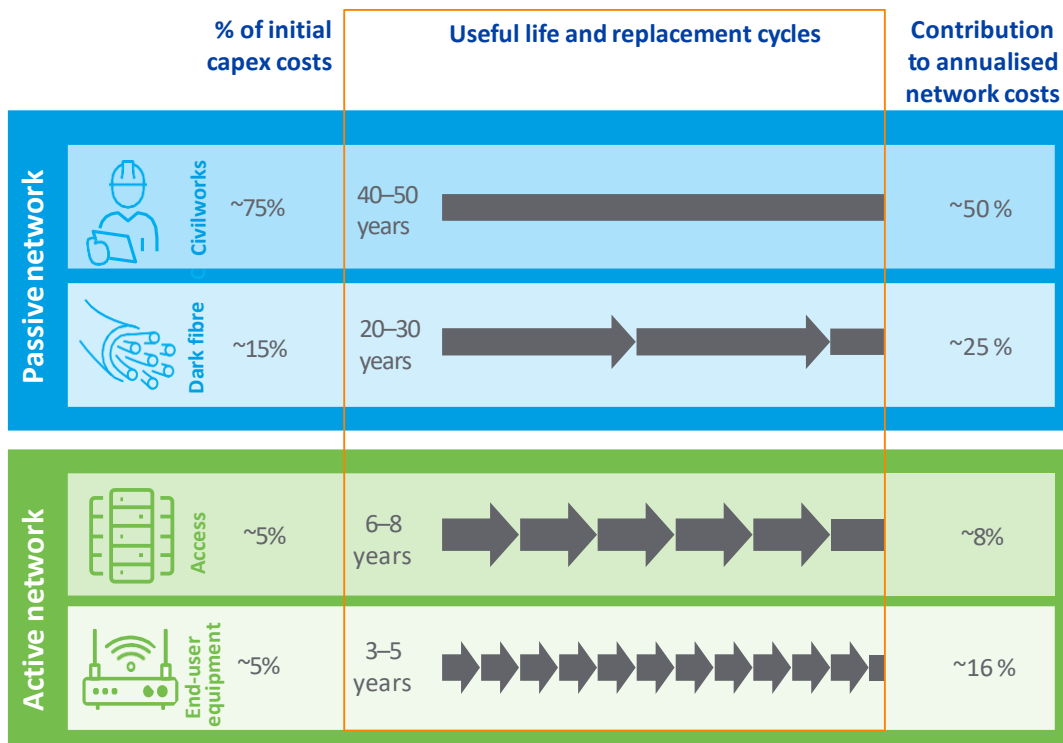 % of initial
capex costs
Useful life and replacement cycles
Contribution
to annualised
network costs
Passive network
Civilworks
~75%
40–50
years
~50 %
Dark fibre
~15%
20–30
years
~25 %
Active network
Access
~5%
6–8
years
~8%
End-user
equipment
~5%
3–5
years
~16 %